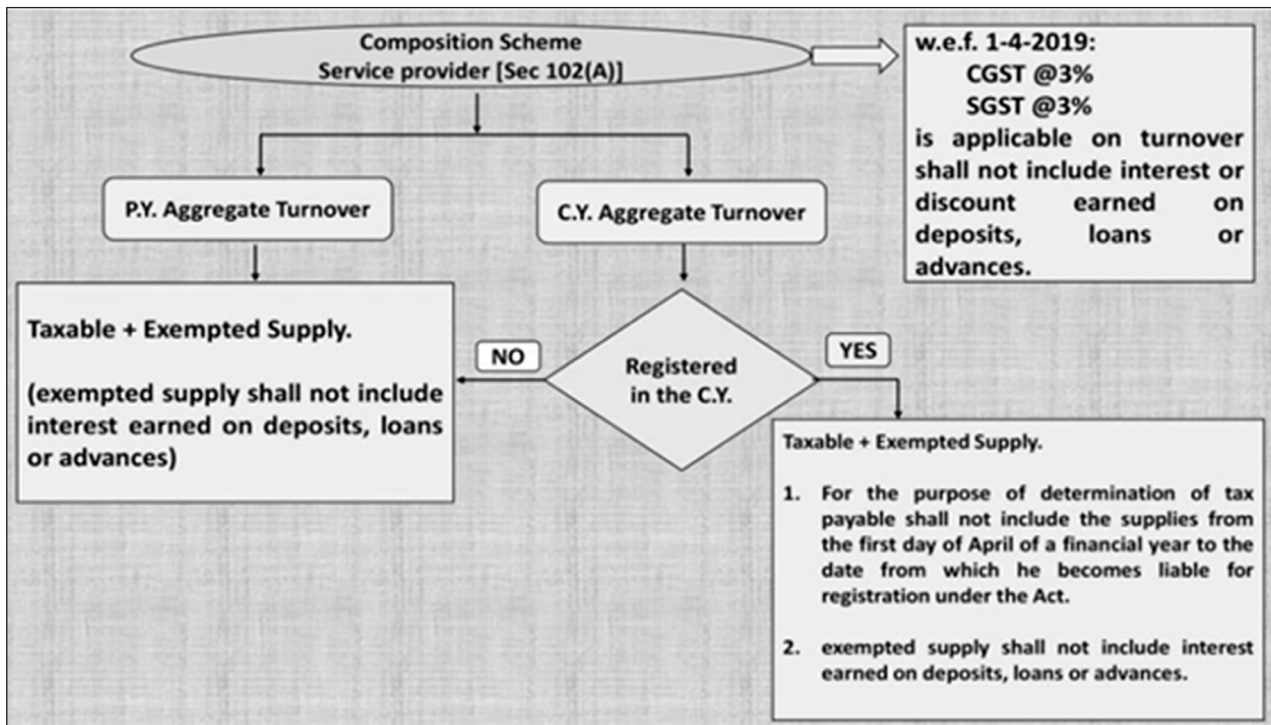 Composition Scheme
Service provider [Sec 102(A)]
w.e.f. 1-4-2019:
CGST @3%
SGST @3%
is applicable on turnover
shall not include interest or
discount earned on
deposits, loans or
advances.
P.Y. Aggregate Turnover
C.Y. Aggregate Turnover
Taxable + Exempted Supply.
(exempted supply shall not include
interest earned on deposits, loans
or advances)
NO
Registered
in the C.Y.
YES
Taxable + Exempted Supply.
1. For the purpose of determination of tax
payable shall not include the supplies from
the first day of April of a financial year to the
date from which he becomes liable for
registration under the Act.
2. exempted supply shall not include interest
earned on deposits, loans or advances.